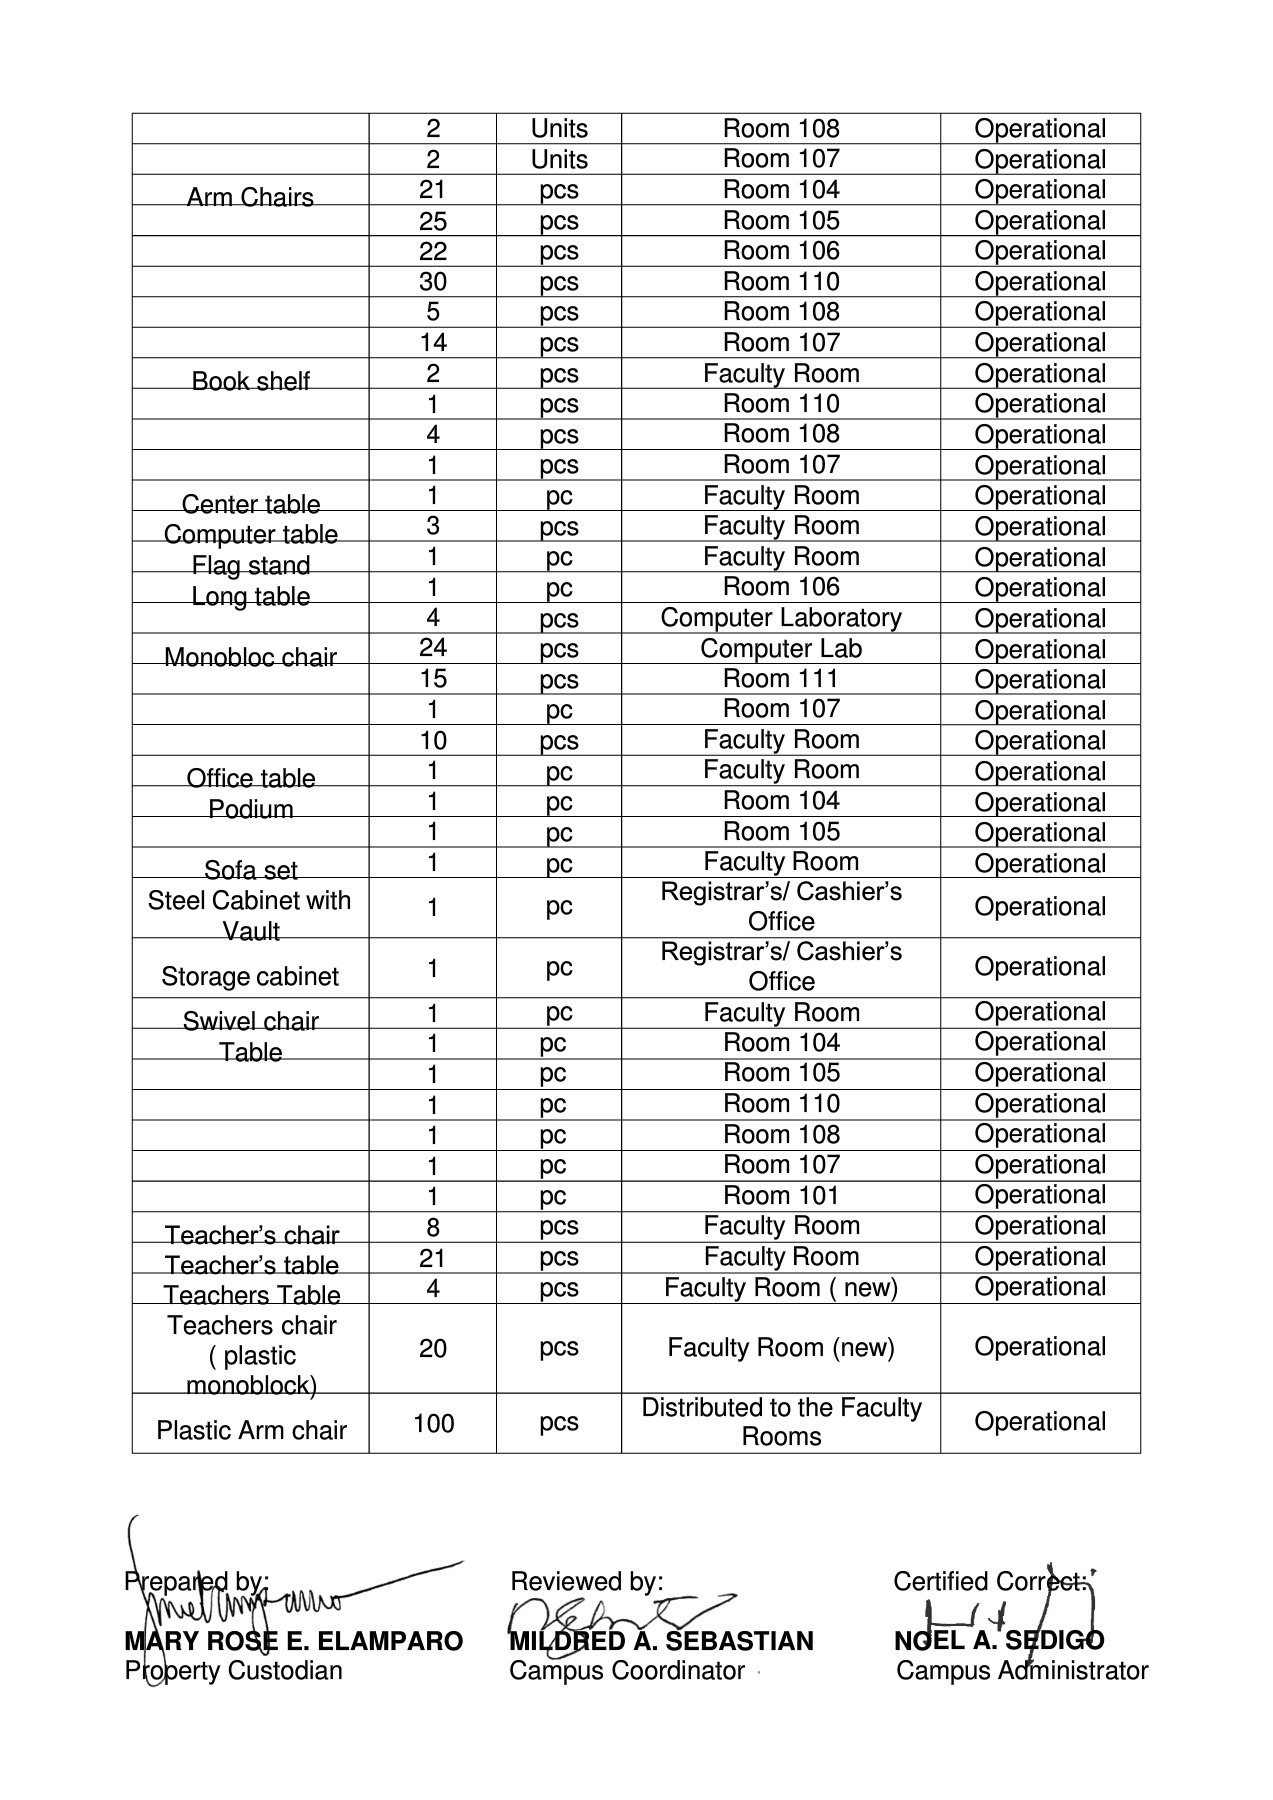 2 Units Room 108 Operational
2 Units Room 107 Operational
Arm Chairs 21 pcs Room 104 Operational
25 pcs Room 105 Operational
22 pcs Room 106 Operational
30 pcs Room 110 Operational
5 pcs Room 108 Operational
14 pcs Room 107 Operational
Book shelf 2 pcs Faculty Room Operational
1 pcs Room 110 Operational
4 pcs Room 108 Operational
1 pcs Room 107 Operational
Center table 1 pc Faculty Room Operational
Computer table 3 pcs Faculty Room Operational
Flag stand 1 pc Faculty Room Operational
Long table 1 pc Room 106 Operational
4 pcs Computer Laboratory Operational
Monobloc chair 24 pcs Computer Lab Operational
15 pcs Room 111 Operational
1 pc Room 107 Operational
10 pcs Faculty Room Operational
Office table 1 pc Faculty Room Operational
Podium 1 pc Room 104 Operational
1 pc Room 105 Operational
Sofa set 1 pc Faculty Room Operational
Steel Cabinet with
Vault
1 pc
Registrar's/ Cashier's
Office
Operational
Storage cabinet 1 pc
Registrar's/ Cashier's
Office
Operational
Swivel chair 1 pc Faculty Room Operational
Table 1 pc Room 104 Operational
1 pc Room 105 Operational
1 pc Room 110 Operational
1 pc Room 108 Operational
1 pc Room 107 Operational
1 pc Room 101 Operational
Teacher's chair 8 pcs Faculty Room Operational
Teacher's table 21 pcs Faculty Room Operational
Teachers Table 4 pcs Faculty Room ( new) Operational
Teachers chair
( plastic
monoblock)
20 pcs Faculty Room (new) Operational
Plastic Arm chair 100 pcs
Distributed to the Faculty
Rooms
Operational
Prepared by: Reviewed by: Certified Correct:
MARY ROSE E. ELAMPARO MILDRED A. SEBASTIAN NOEL A. SEDIGO
Property Custodian Campus Coordinator Campus Administrator